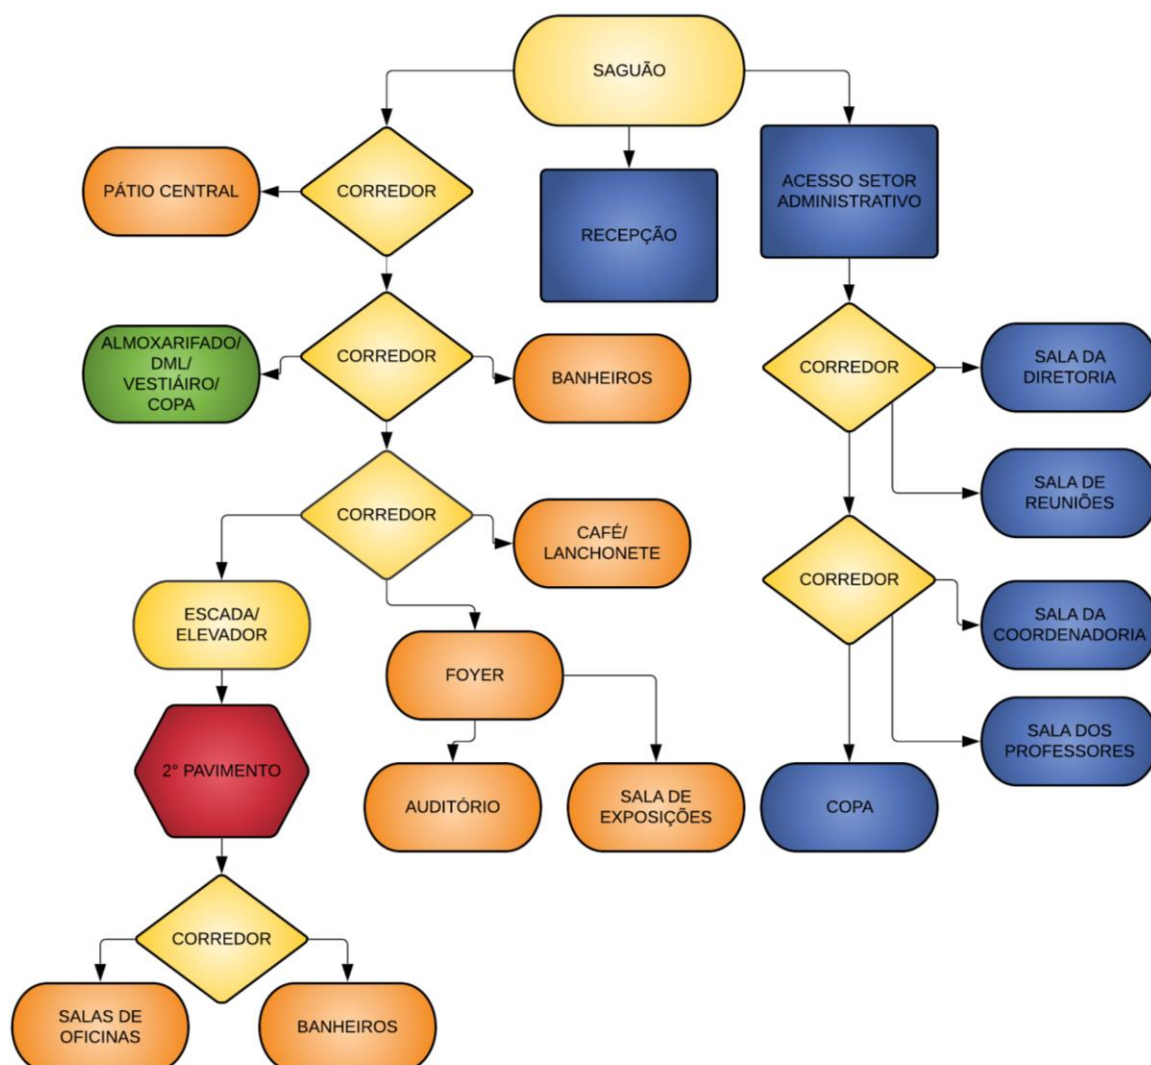 SAGUÃO
CORREDOR
PÁTIO CENTRAL
RECEPÇÃO
ACESSO SETOR
ADMINISTRATIVO
ALMOXARIFADO/
DML/
VESTIÁIRO/
COPA
CORREDOR
BANHEIROS
CORREDOR
SALA DA
DIRETORIA
SALA DE
REUNIÕES
CORREDOR
CAFÉ/
LANCHONETE
CORREDOR
ESCADA/
ELEVADOR
SALA DA
COORDENADORIA
FOYER
SALA DOS
PROFESSORES
2° PAVIMENTO
AUDITÓRIO
SALA DE
EXPOSIÇÕES
COPA
CORREDOR
SALAS DE
OFICINAS
BANHEIROS